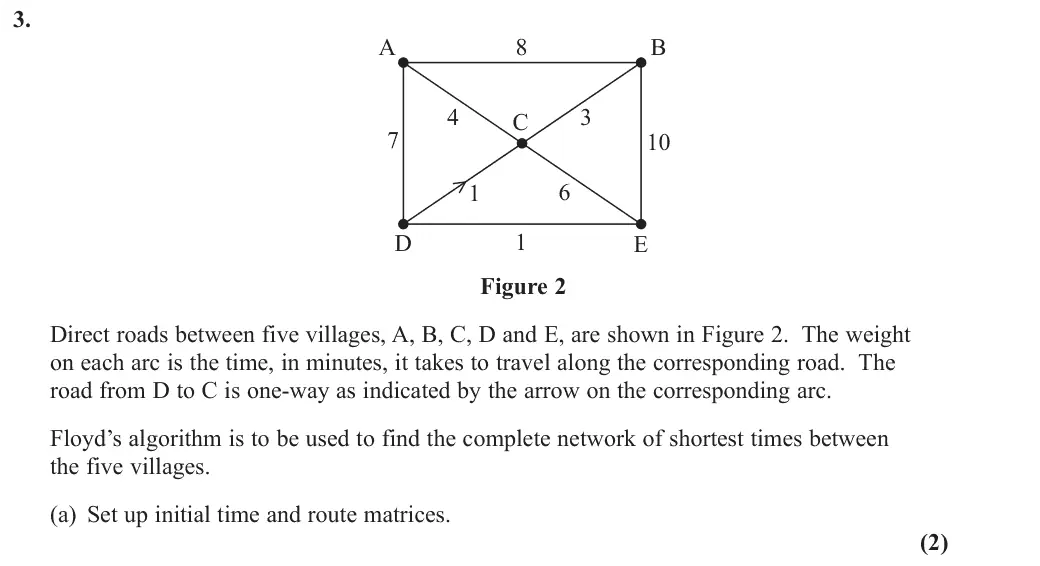 3.
A 8 B
4 C 3
7 10
1 6
D 1 E
Figure 2
Direct roads between five villages, A, B, C, D and E, are shown in Figure 2. The weight
on each arc is the time, in minutes, it takes to travel along the corresponding road. The
road from D to C is one-way as indicated by the arrow on the corresponding arc.
Floyd’s algorithm is to be used to find the complete network of shortest times between
the five villages.
(a) Set up initial time and route matrices.
(2)